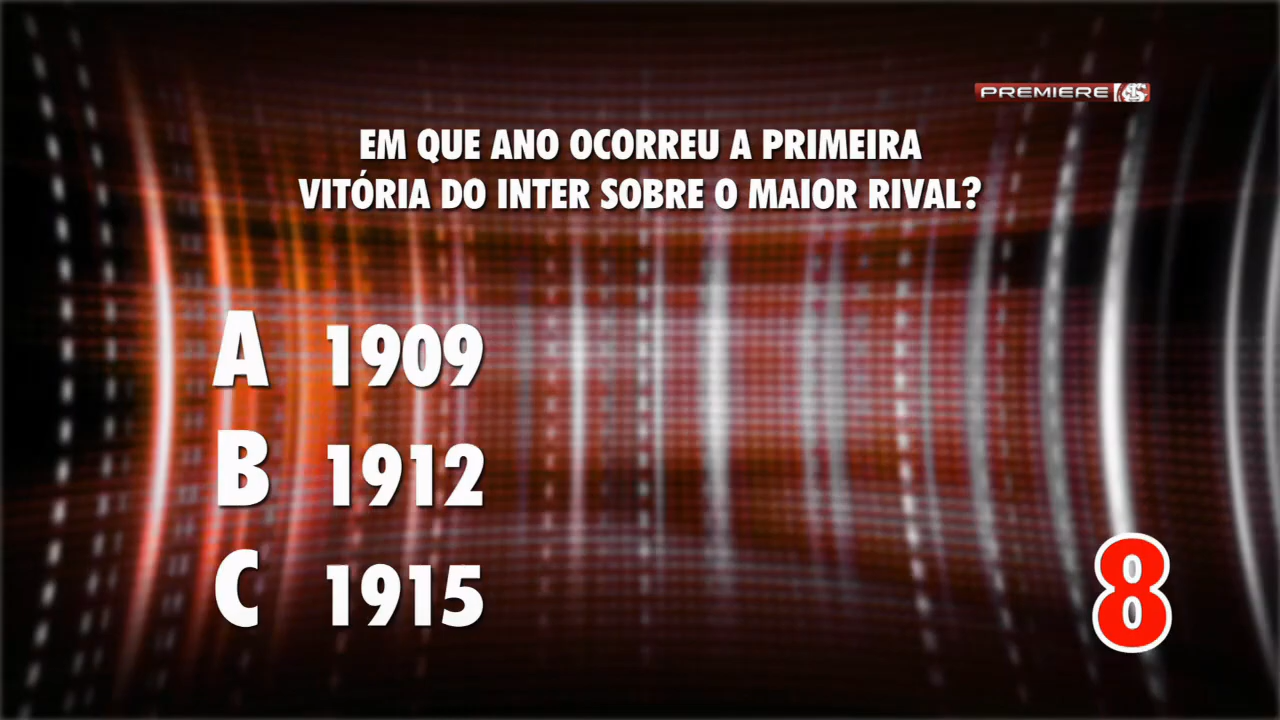 PREMIERE
EM QUE ANO OCORREU A PRIMEIRA
VITÓRIA DO INTER SOBRE O MAIOR RIVAL?
A 1909
B 1912
C 1915
8